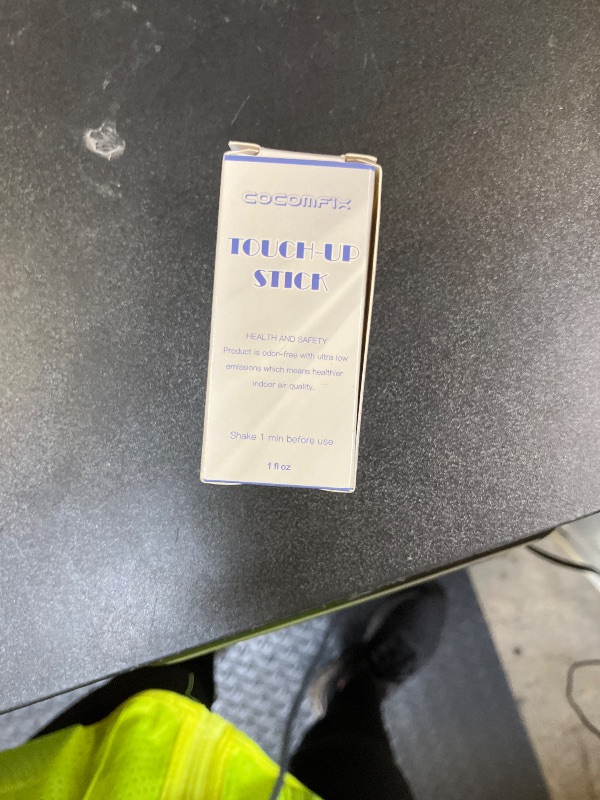 COCOMFIX
TOUCH-UP
STICK
HEALTH AND SAFETY
Product is odor-free with ultra low
emissions which means healthier
indoor air quality.
Shake 1 min before use
1 fl oz